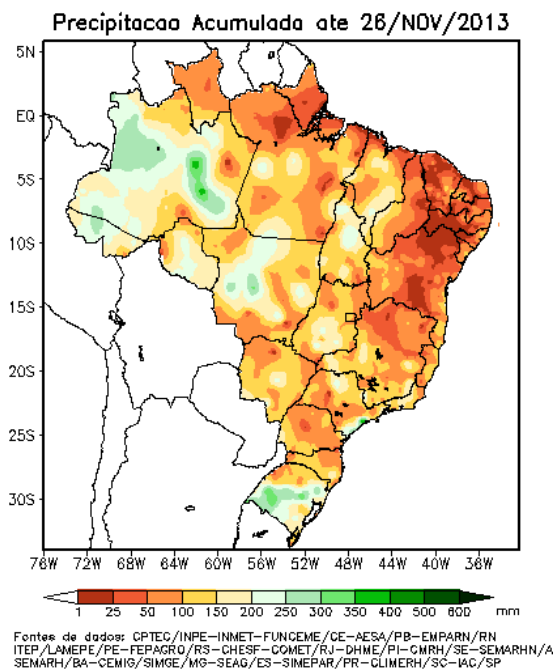 Precipitacao Acumulada ate 26/NOV/2013
5N
EQ
5S
10S
15S
20S
25S
30S
76W 72W 68W 64W 60W 56W 52W 48W 44W 40W 36W
1 25 50 100 150 200 250 300 400 500 600 mm
Fontes de dados: CPTEC/INPE-INMET-FUNCEME/CE-AESA/PB-EMPARN/RN
ITEP/LAMEPE/PE-FEPAGRO/RS-CHESF-COMET/RJ-DHME/PI-CMRH/SE-SEMARHN/A
SEMARH/BA-CEMIG/SIMGE/MG-SEAG/ES-SIMEPAR/PR-CLIMERH/SC-IAC/SP